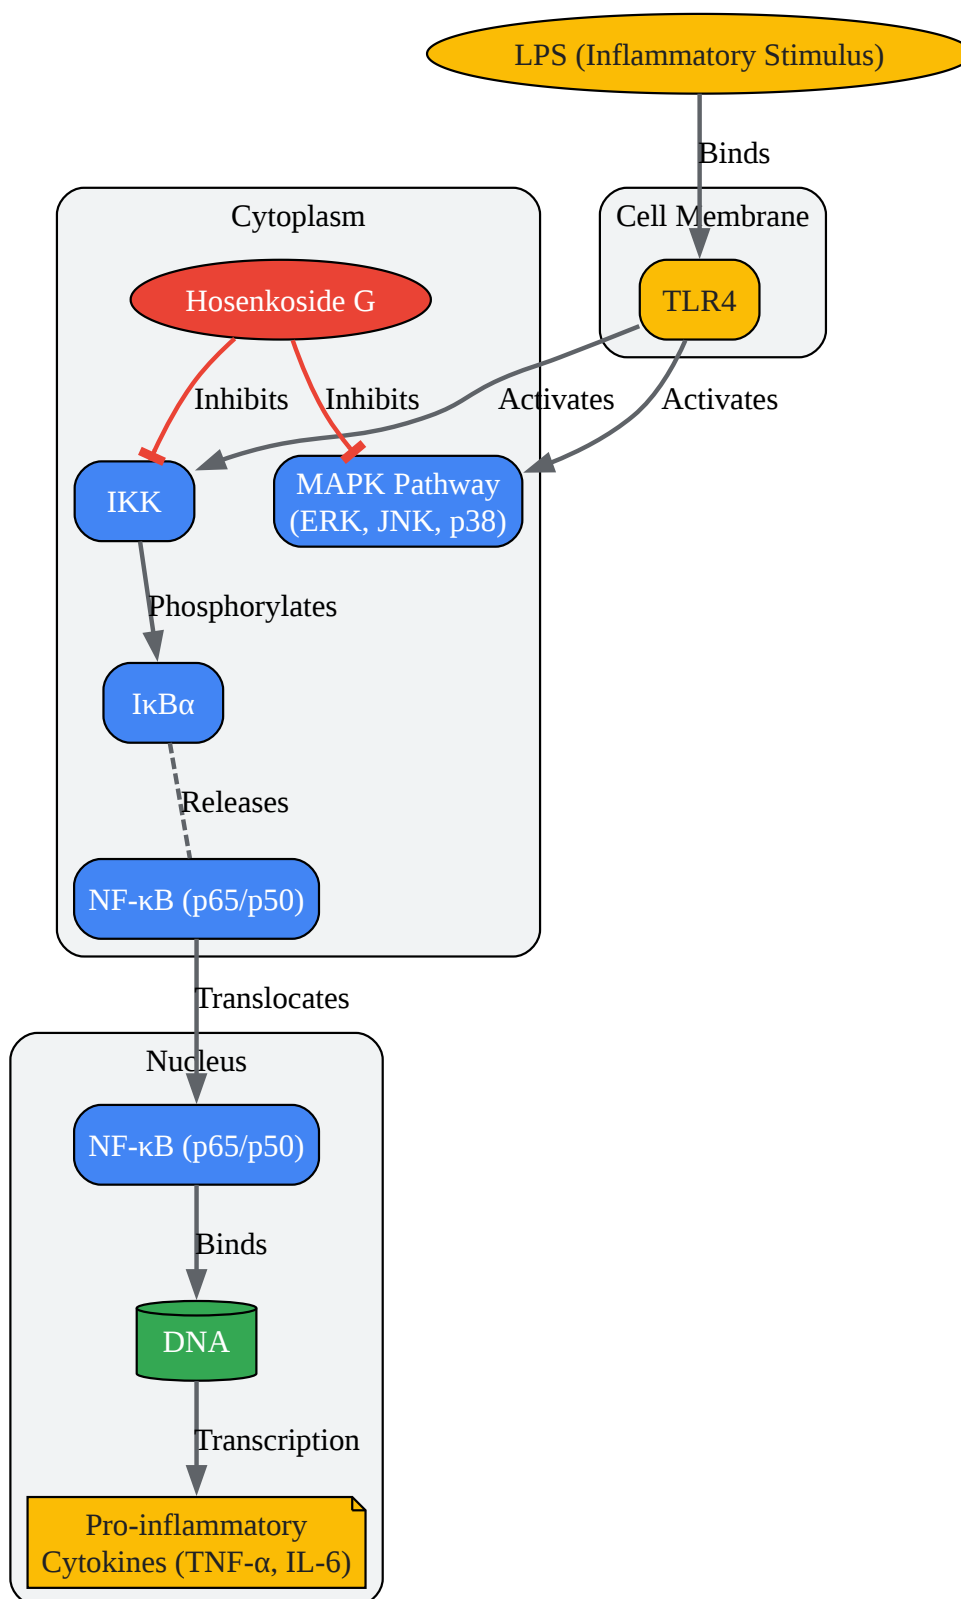 LPS (Inflammatory Stimulus)
Binds
Cytoplasm
Cell Membrane
Hosenkoside G
TLR4
Inhibits
Inhibits
Activates
Activates
IKK
MAPK Pathway
(ERK, JNK, p38)
Phosphorylates
IκBα
Releases
NF-κB (p65/p50)
Translocates
Nucleus
NF-κB (p65/p50)
Binds
DNA
Transcription
Pro-inflammatory
Cytokines (TNF-α, IL-6)